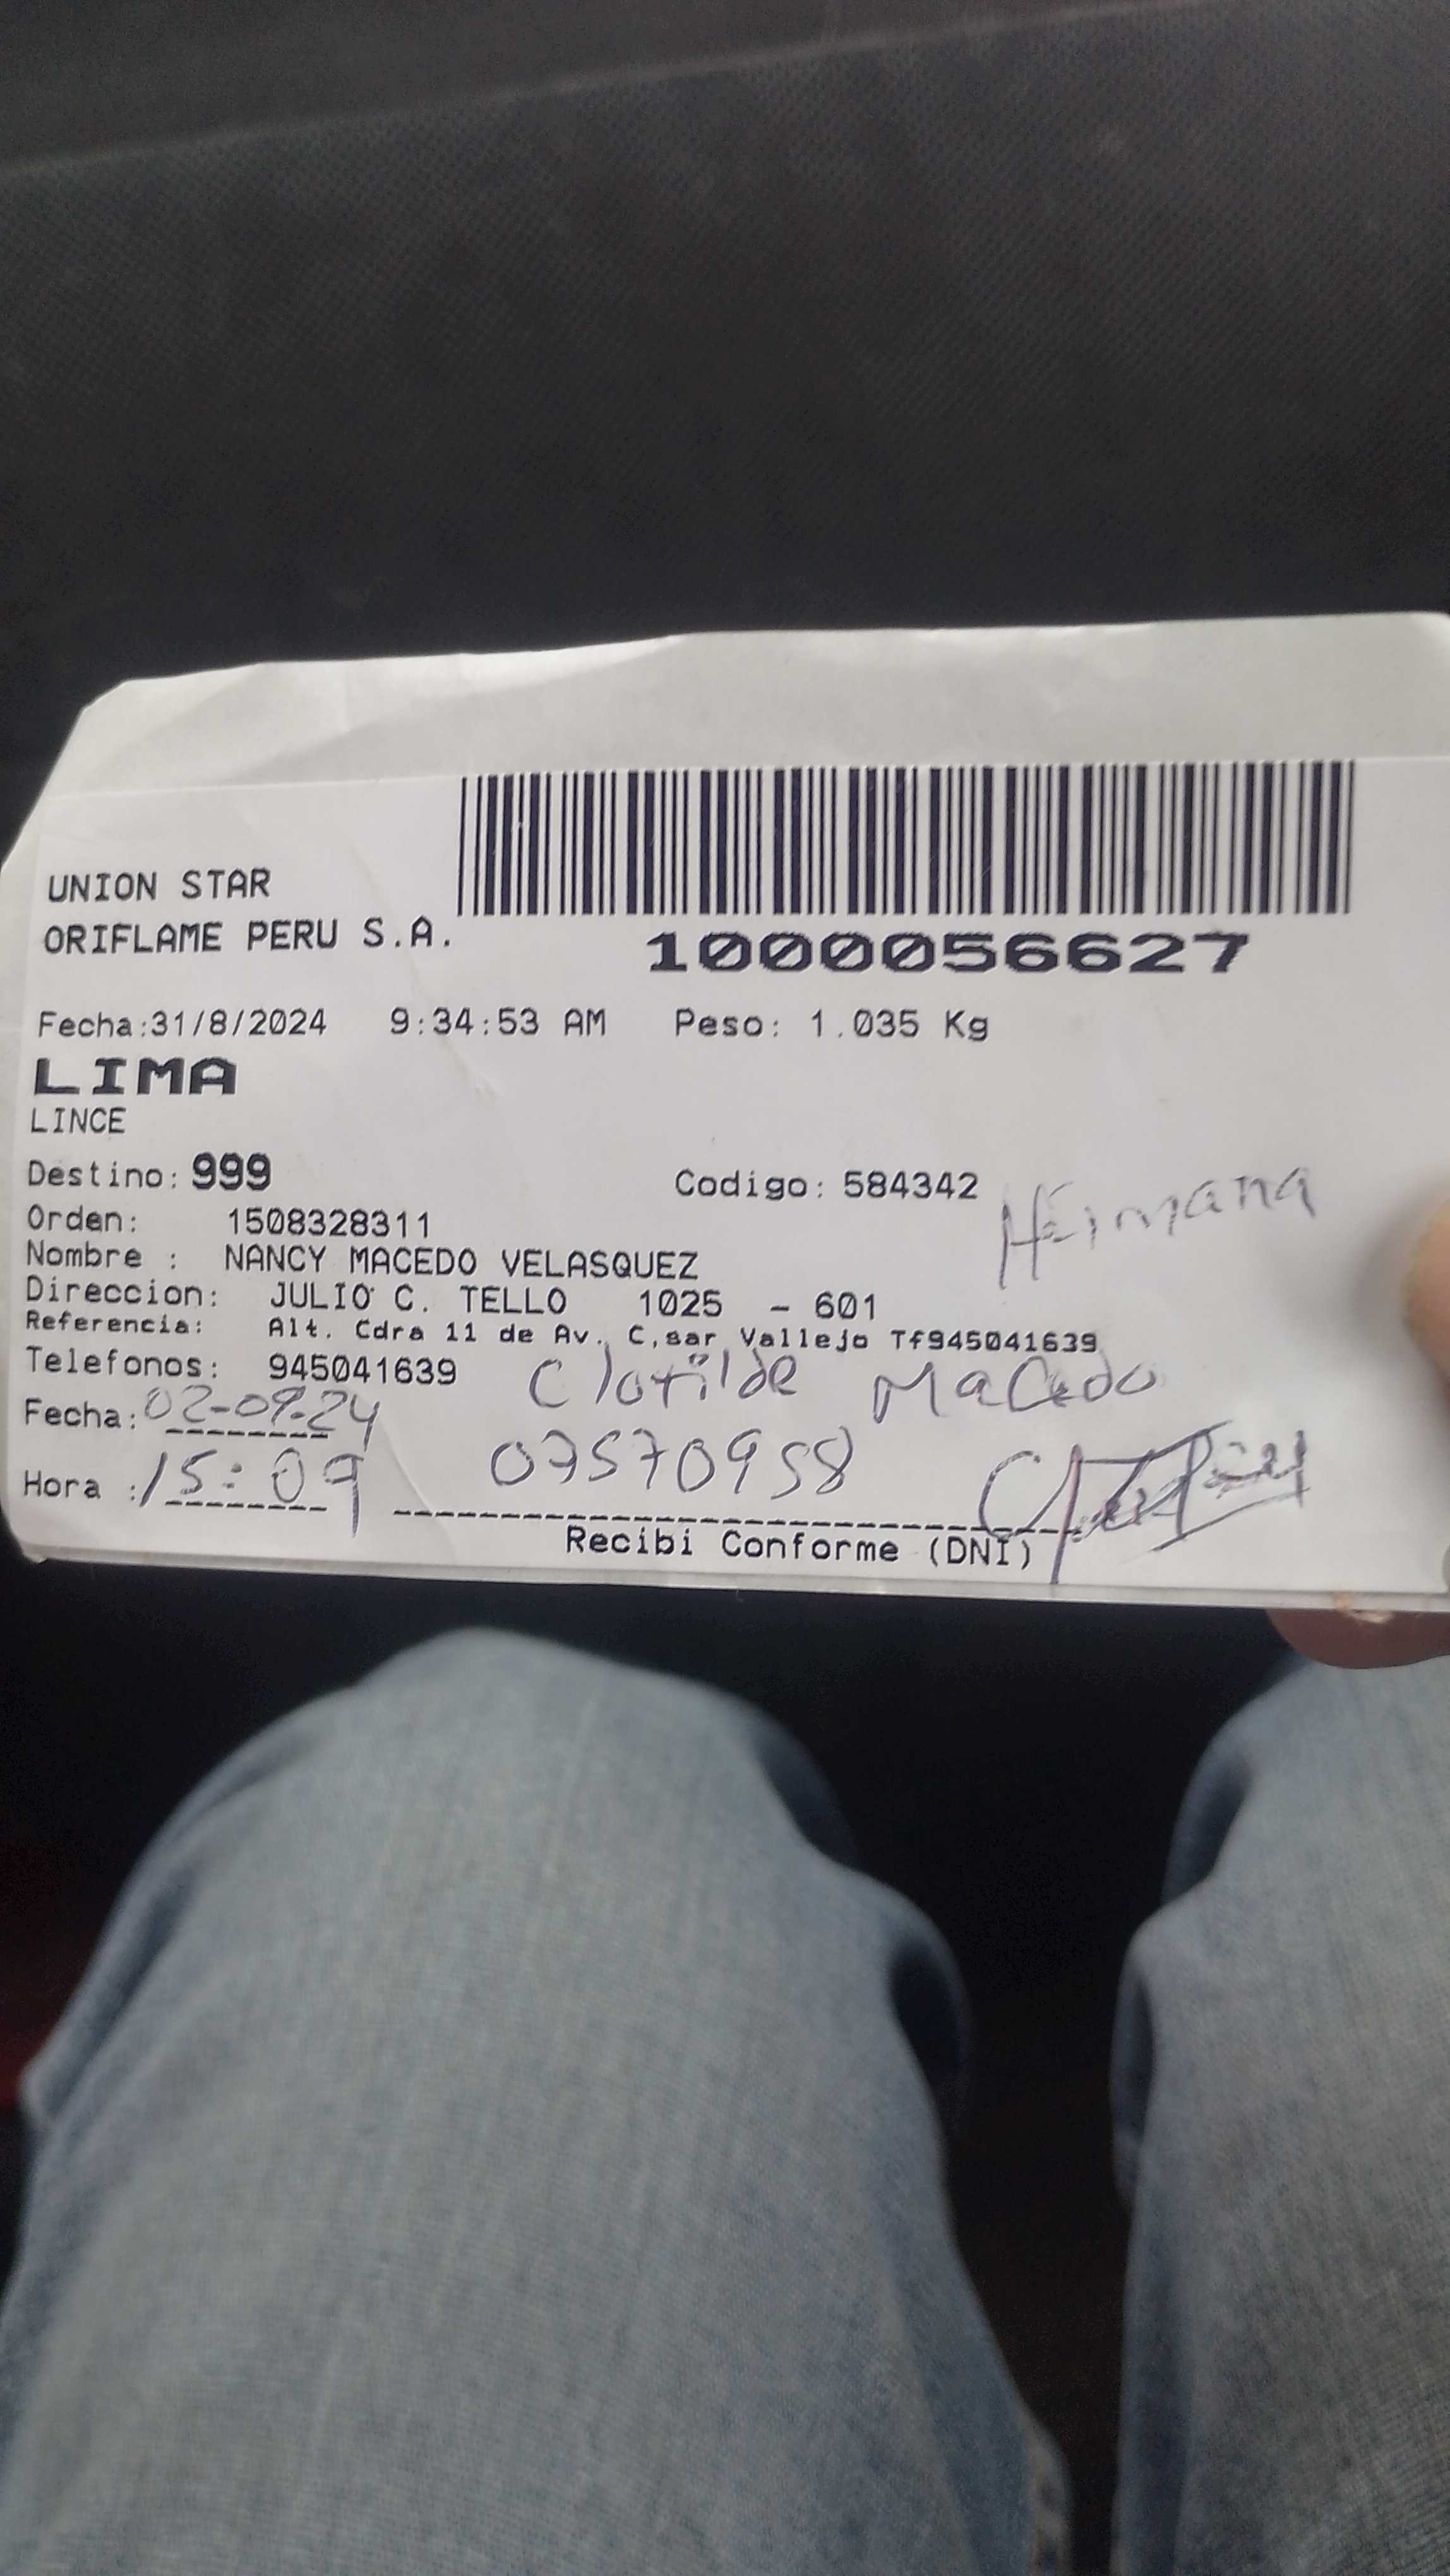 UNION STAR
ORIFLAME PERU S.A.
1000056627
Fecha:31/8/2024 9:34:53 AM Peso: 1.035 Kg
LIMA
LINCE
Destino: 999 Codigo: 584342
Hermana
Orden: 1508328311
Nombre : NANCY MACEDO VELASQUEZ
Direccion: JULIO C. TELLO 1025 - 601
Referencia: Alt. Cdra 11 de Av. C,sar Vallejo Tf945041639
Telefonos: 945041639
Clotilde Macedo
Fecha: 02-09-24
07570958
Hora : 15:09
Recibi Conforme (DNI)